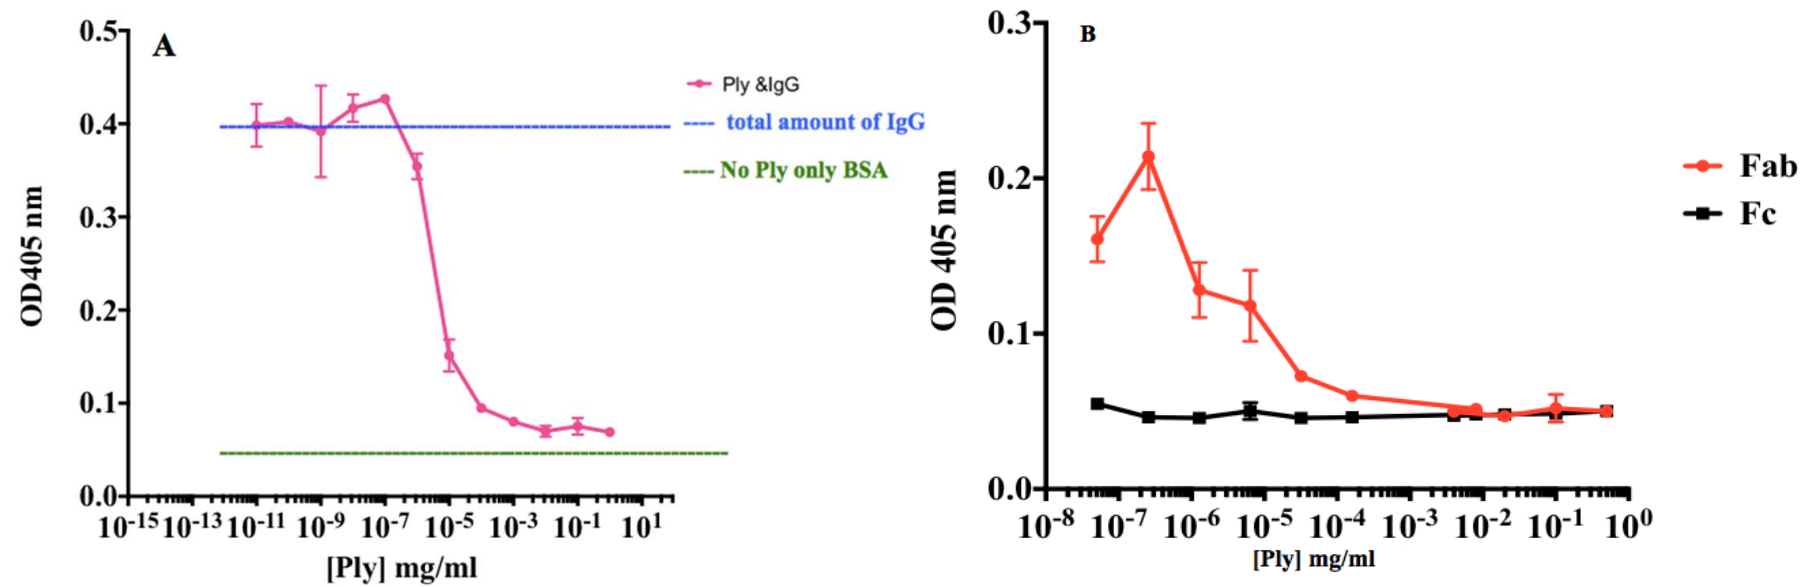 A
0.5
0.4
0.3
0.2
0.1
0.0
OD405 nm
10-15 10-13 10-11 10-9 10-7 10-5 10-3 10-1 101
[Ply] mg/ml
Ply &IgG
total amount of IgG
No Ply only BSA
B
0.3
0.2
0.1
0.0
OD 405 nm
10-8 10-7 10-6 10-5 10-4 10-3 10-2 10-1 100
[Ply] mg/ml
Fab
Fc